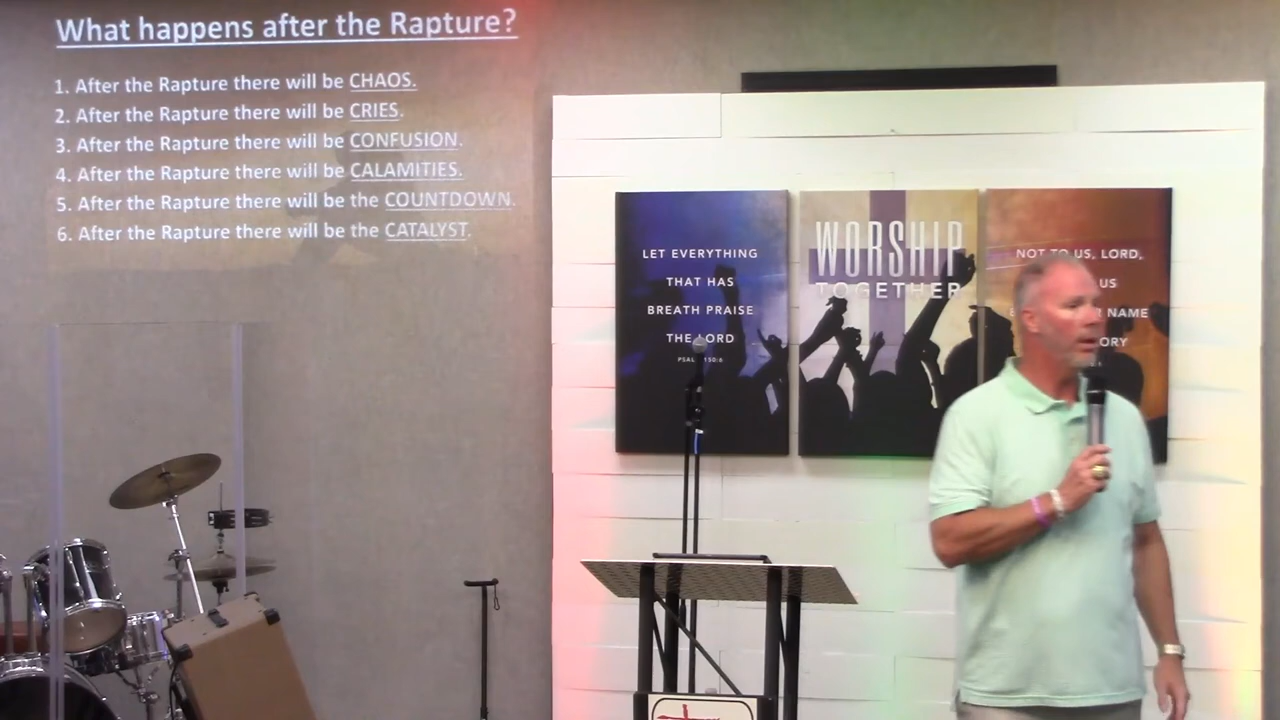 What happens after the Rapture?
1. After the Rapture there will be CHAOS.
2. After the Rapture there will be CRIES.
3. After the Rapture there will be CONFUSION.
4. After the Rapture there will be CALAMITIES.
5. After the Rapture there will be the COUNTDOWN.
6. After the Rapture there will be the CATALYST.
LET EVERYTHING
THAT HAS
BREATH PRAISE
THE LORD
150:6
WORSHIP
TOGETHER
NOT TO US, LORD,
US
NAME